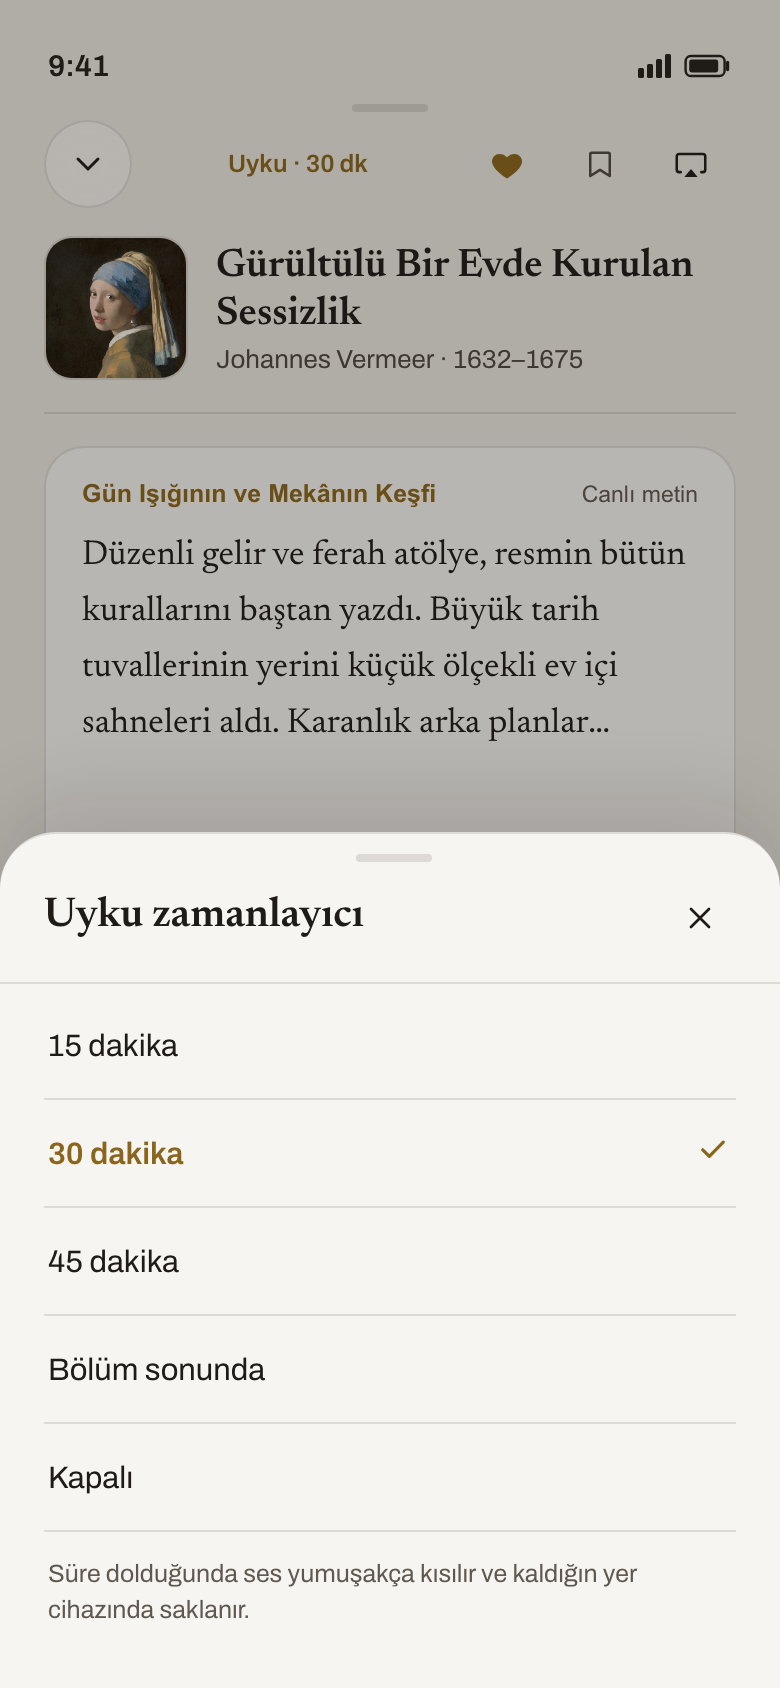 9:41
Uyku · 30 dk
Gürültülü Bir Evde Kurulan
Sessizlik
Johannes Vermeer · 1632–1675
Gün Işığının ve Mekânın Keşfi
Canlı metin
Düzenli gelir ve ferah atölye, resmin bütün
kurallarını baştan yazdı. Büyük tarih
tuvallerinin yerini küçük ölçekli ev içi
sahneleri aldı. Karanlık arka planlar...
Uyku zamanlayıcı
15 dakika
30 dakika
45 dakika
Bölüm sonunda
Kapalı
Süre dolduğunda ses yumuşakça kısılır ve kaldığın yer
cihazında saklanır.